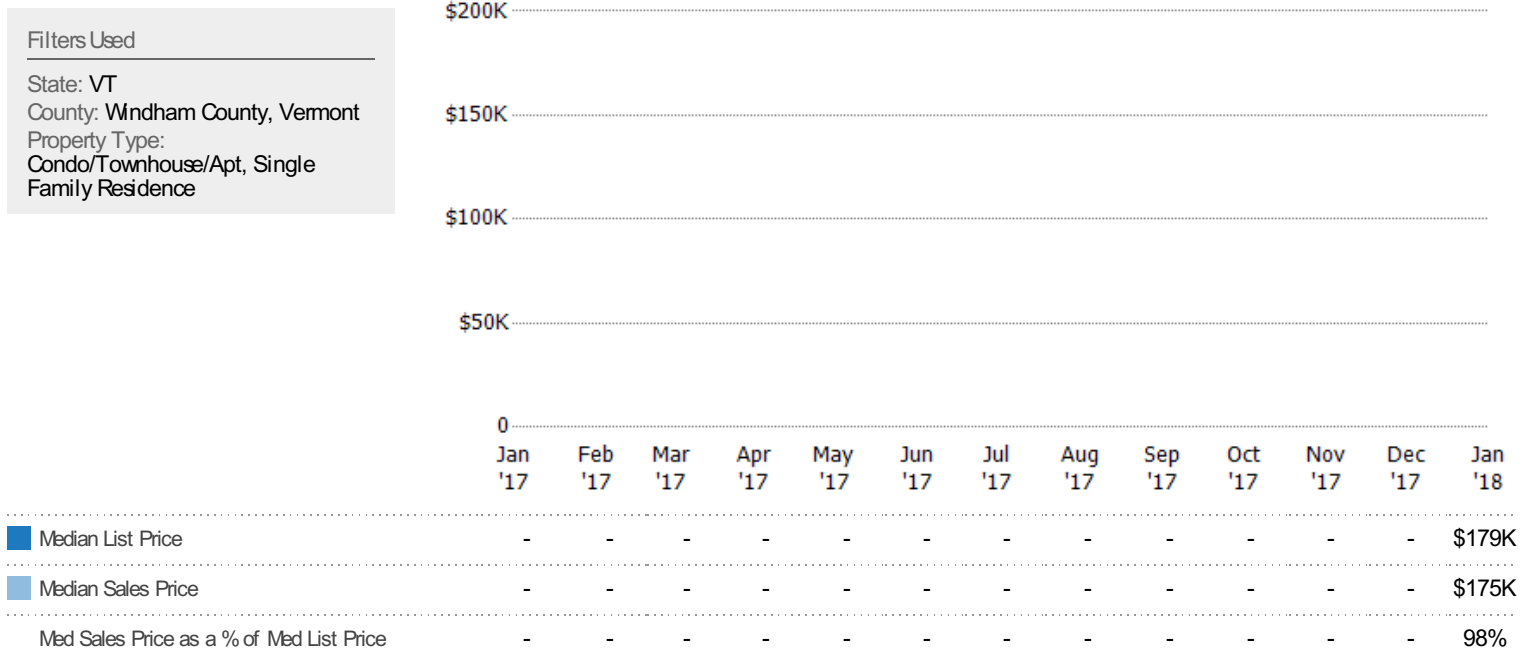 Filters Used
State: VT
County: Windham County, Vermont
Property Type:
Condo/Townhouse/Apt, Single
Family Residence
$200K
$150K
$100K
$50K
0
Jan Feb Mar Apr May Jun Jul Aug Sep Oct Nov Dec Jan
'17 '17 '17 '17 '17 '17 '17 '17 '17 '17 '17 '17 '18
Median List Price - - - - - - - - - - - - $179K
Median Sales Price - - - - - - - - - - - - $175K
Med Sales Price as a % of Med List Price - - - - - - - - - - - - 98%